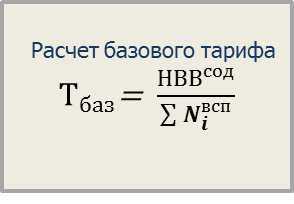 Расчет базового тарифа
Тбаз = НВВсод / ∑ Niвсп